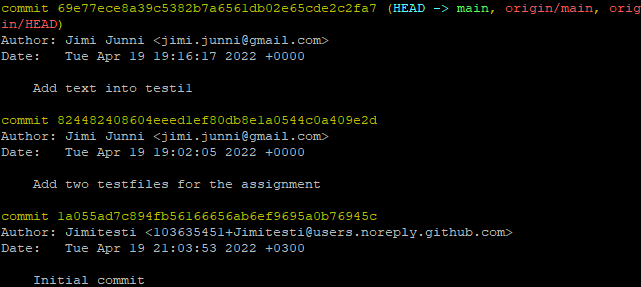 commit 69e77ece8a39c5382b7a6561db02e65cde2c2fa7 (HEAD -> main, origin/main, orig
in/HEAD)
Author: Jimi Junni <jimi.junni@gmail.com>
Date:   Tue Apr 19 19:16:17 2022 +0000
    Add text into testi1
commit 824482408604eeed1ef80db8e1a0544c0a409e2d
Author: Jimi Junni <jimi.junni@gmail.com>
Date:   Tue Apr 19 19:02:05 2022 +0000
    Add two testfiles for the assignment
commit 1a055ad7c894fb56166656ab6ef9695a0b76945c
Author: Jimitesti <103635451+Jimitesti@users.noreply.github.com>
Date:   Tue Apr 19 21:03:53 2022 +0300
    Initial commit